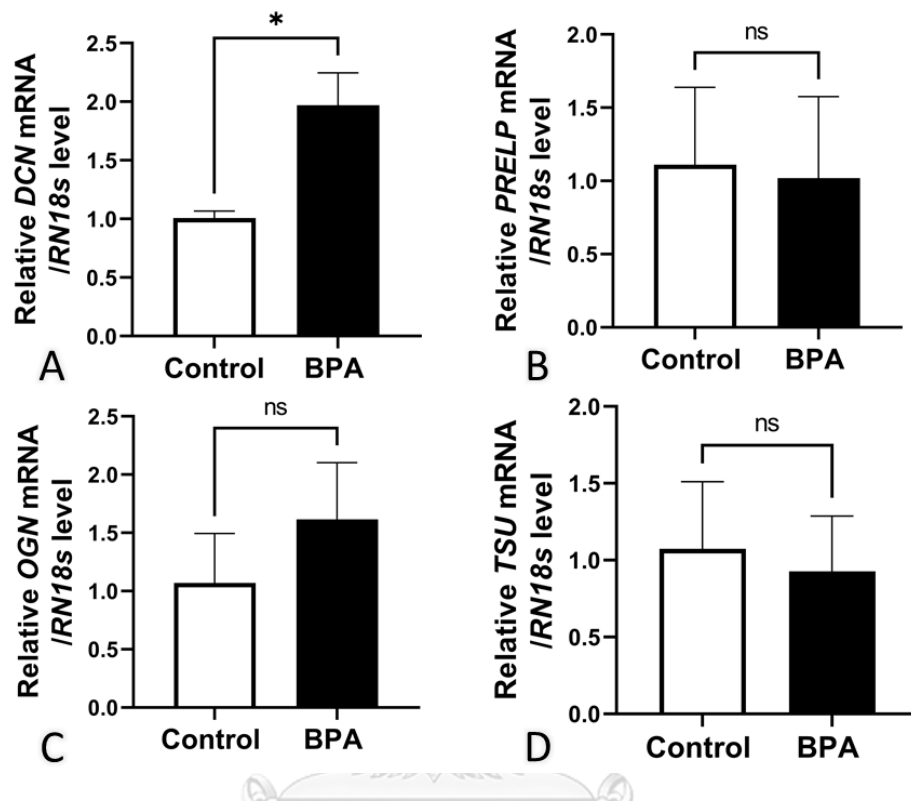 *
2.5
2.0
1.5
1.0
0.5
0.0
Relative DCN mRNA
/RN18s level
Control BPA
A
ns
2.0
1.5
1.0
0.5
0.0
Relative PRELP mRNA
/RN18s level
Control BPA
B
ns
2.5
2.0
1.5
1.0
0.5
0.0
Relative OGN mRNA
/RN18s level
Control BPA
C
ns
2.0
1.5
1.0
0.5
0.0
Relative TSU mRNA
/RN18s level
Control BPA
D